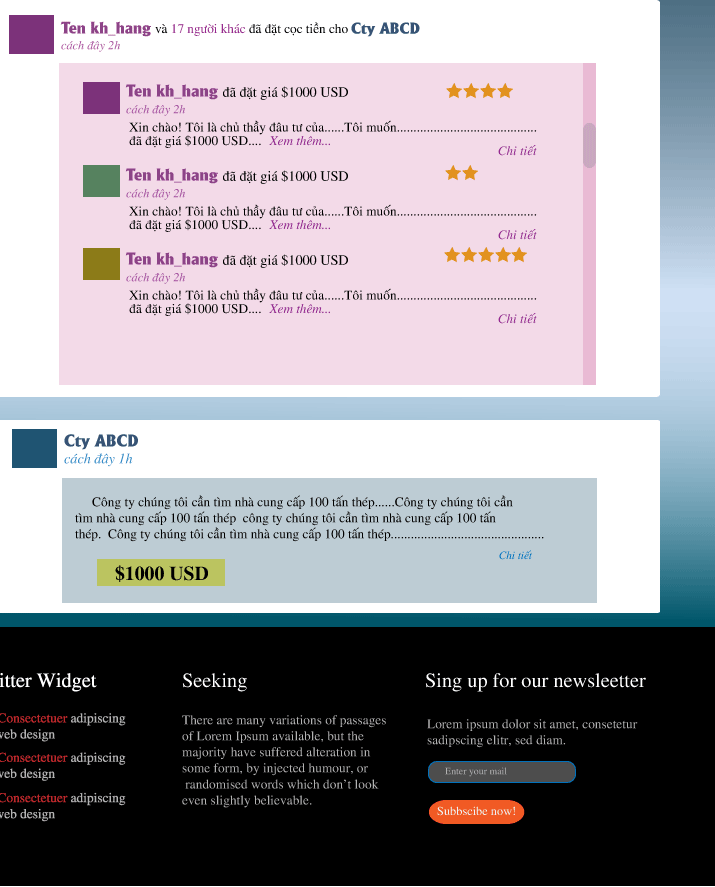 Ten kh_hang và 17 người khác đã đặt cọc tiền cho Cty ABCD
cách đây 2h
Ten kh_hang đã đặt giá $1000 USD
cách đây 2h
Xin chào! Tôi là chủ thầy đâu tư của......Tôi muốn..........................................
đã đặt giá $1000 USD.... Xem thêm...
Chi tiết
Ten kh_hang đã đặt giá $1000 USD
cách đây 2h
Xin chào! Tôi là chủ thầy đâu tư của......Tôi muốn..........................................
đã đặt giá $1000 USD.... Xem thêm...
Chi tiết
Ten kh_hang đã đặt giá $1000 USD
cách đây 2h
Xin chào! Tôi là chủ thầy đâu tư của......Tôi muốn..........................................
đã đặt giá $1000 USD.... Xem thêm...
Chi tiết
Cty ABCD
cách đây 1h
Công ty chúng tôi cần tìm nhà cung cấp 100 tấn thép......Công ty chúng tôi cần
tìm nhà cung cấp 100 tấn thép công ty chúng tôi cần tìm nhà cung cấp 100 tấn
thép. Công ty chúng tôi cần tìm nhà cung cấp 100 tấn thép..............................................
Chi tiết
$1000 USD
itter Widget
Consectetuer adipiscing
veb design
Consectetuer adipiscing
veb design
Consectetuer adipiscing
veb design
Seeking
There are many variations of passages
of Lorem Ipsum available, but the
majority have suffered alteration in
some form, by injected humour, or
randomised words which don't look
even slightly believable.
Sing up for our newsleetter
Lorem ipsum dolor sit amet, consetetur
sadipscing elitr, sed diam.
Enter your mail
Subbscibe now!